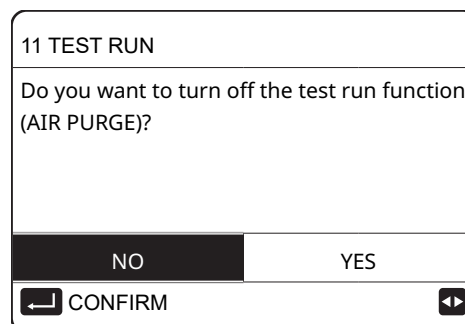 11 TEST RUN
Do you want to turn off the test run function
(AIR PURGE)?
NO YES
CONFIRM